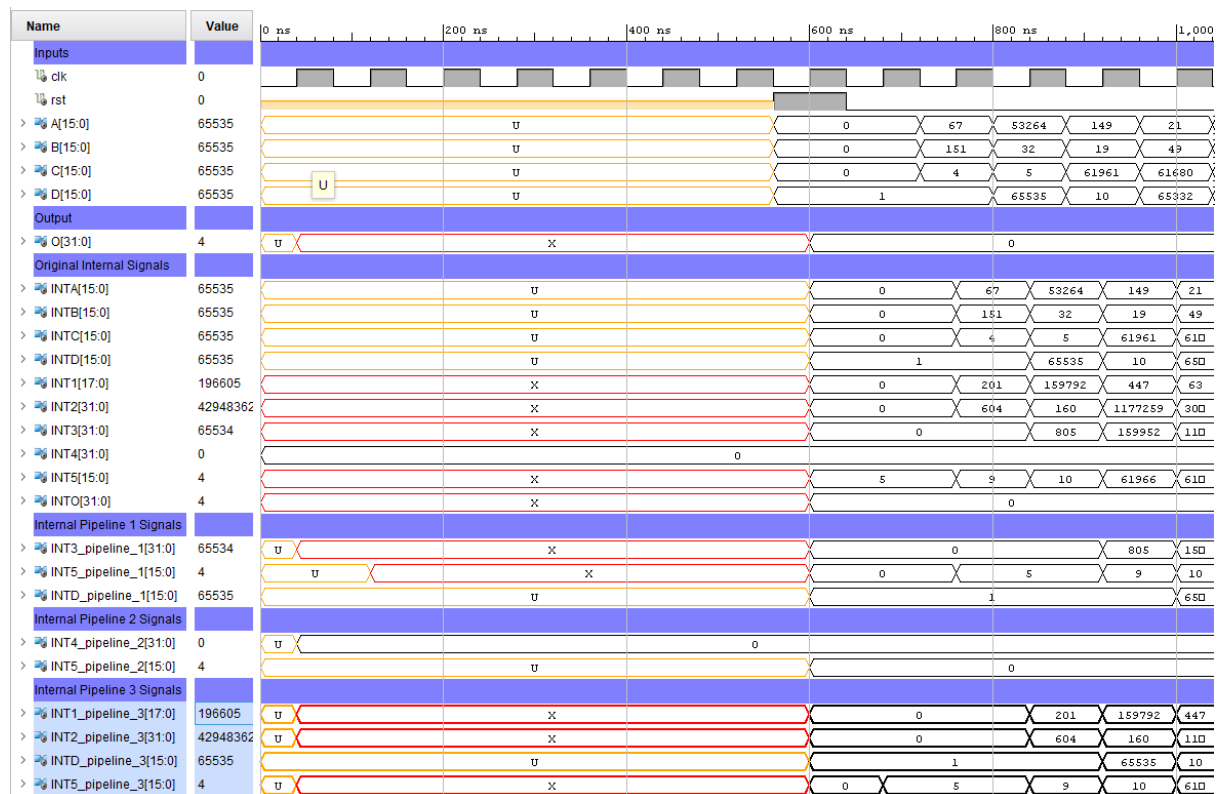 Name Value 0 ns 200 ns 400 ns 600 ns 800 ns 1,000
Inputs
clk 0
rst 0
A[15:0] 65535 U 0 67 53264 149 21
B[15:0] 65535 U 0 151 32 19 49
C[15:0] 65535 U 0 4 5 61961 61680
D[15:0] 65535 U U 1 65535 10 65332
Output
O[31:0] 4 U X 0
Original Internal Signals
INTA[15:0] 65535 U 0 67 53264 149 21
INTB[15:0] 65535 U 0 151 32 19 49
INTC[15:0] 65535 U 0 4 5 61961 61□
INTD[15:0] 65535 U 1 65535 10 65□
INT1[17:0] 196605 X 0 201 159792 447 63
INT2[31:0] 42948362 X 0 604 160 1177259 30□
INT3[31:0] 65534 X 0 805 159952 11□
INT4[31:0] 0 0
INT5[15:0] 4 X 5 9 10 61966 61□
INTO[31:0] 4 X 0
Internal Pipeline 1 Signals
INT3_pipeline_1[31:0] 65534 U X 0 805 15□
INT5_pipeline_1[15:0] 4 U X 0 5 9 10
INTD_pipeline_1[15:0] 65535 U 1 65□
Internal Pipeline 2 Signals
INT4_pipeline_2[31:0] 0 U 0
INT5_pipeline_2[15:0] 4 U 0
Internal Pipeline 3 Signals
INT1_pipeline_3[17:0] 196605 U X 0 201 159792 447
INT2_pipeline_3[31:0] 42948362 U X 0 604 160 11□
INTD_pipeline_3[15:0] 65535 U 1 65535 10
INT5_pipeline_3[15:0] 4 U X 0 5 9 10 61□